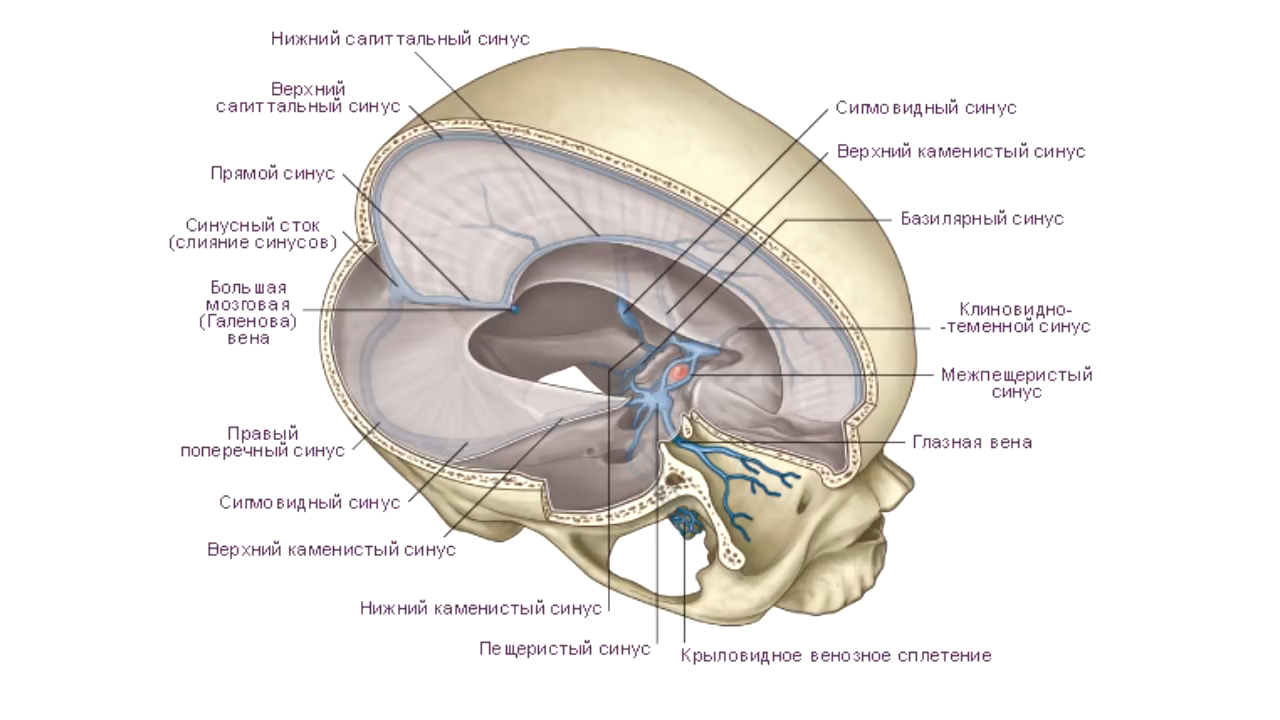 Нижний сагиттальный синус
Верхний
сагиттальный синус
Прямой синус
Синусный сток
(слияние синусов)
Большая
мозговая
(Галенова)
вена
Правый
поперечный синус
Сигмовидный синус
Верхний каменистый синус
Нижний каменистый синус
Пещеристый синус
Крыловидное венозное сплетение
Сигмовидный синус
Верхний каменистый синус
Базилярный синус
Клиновидно-
-теменной синус
Межпещеристый
синус
Глазная вена